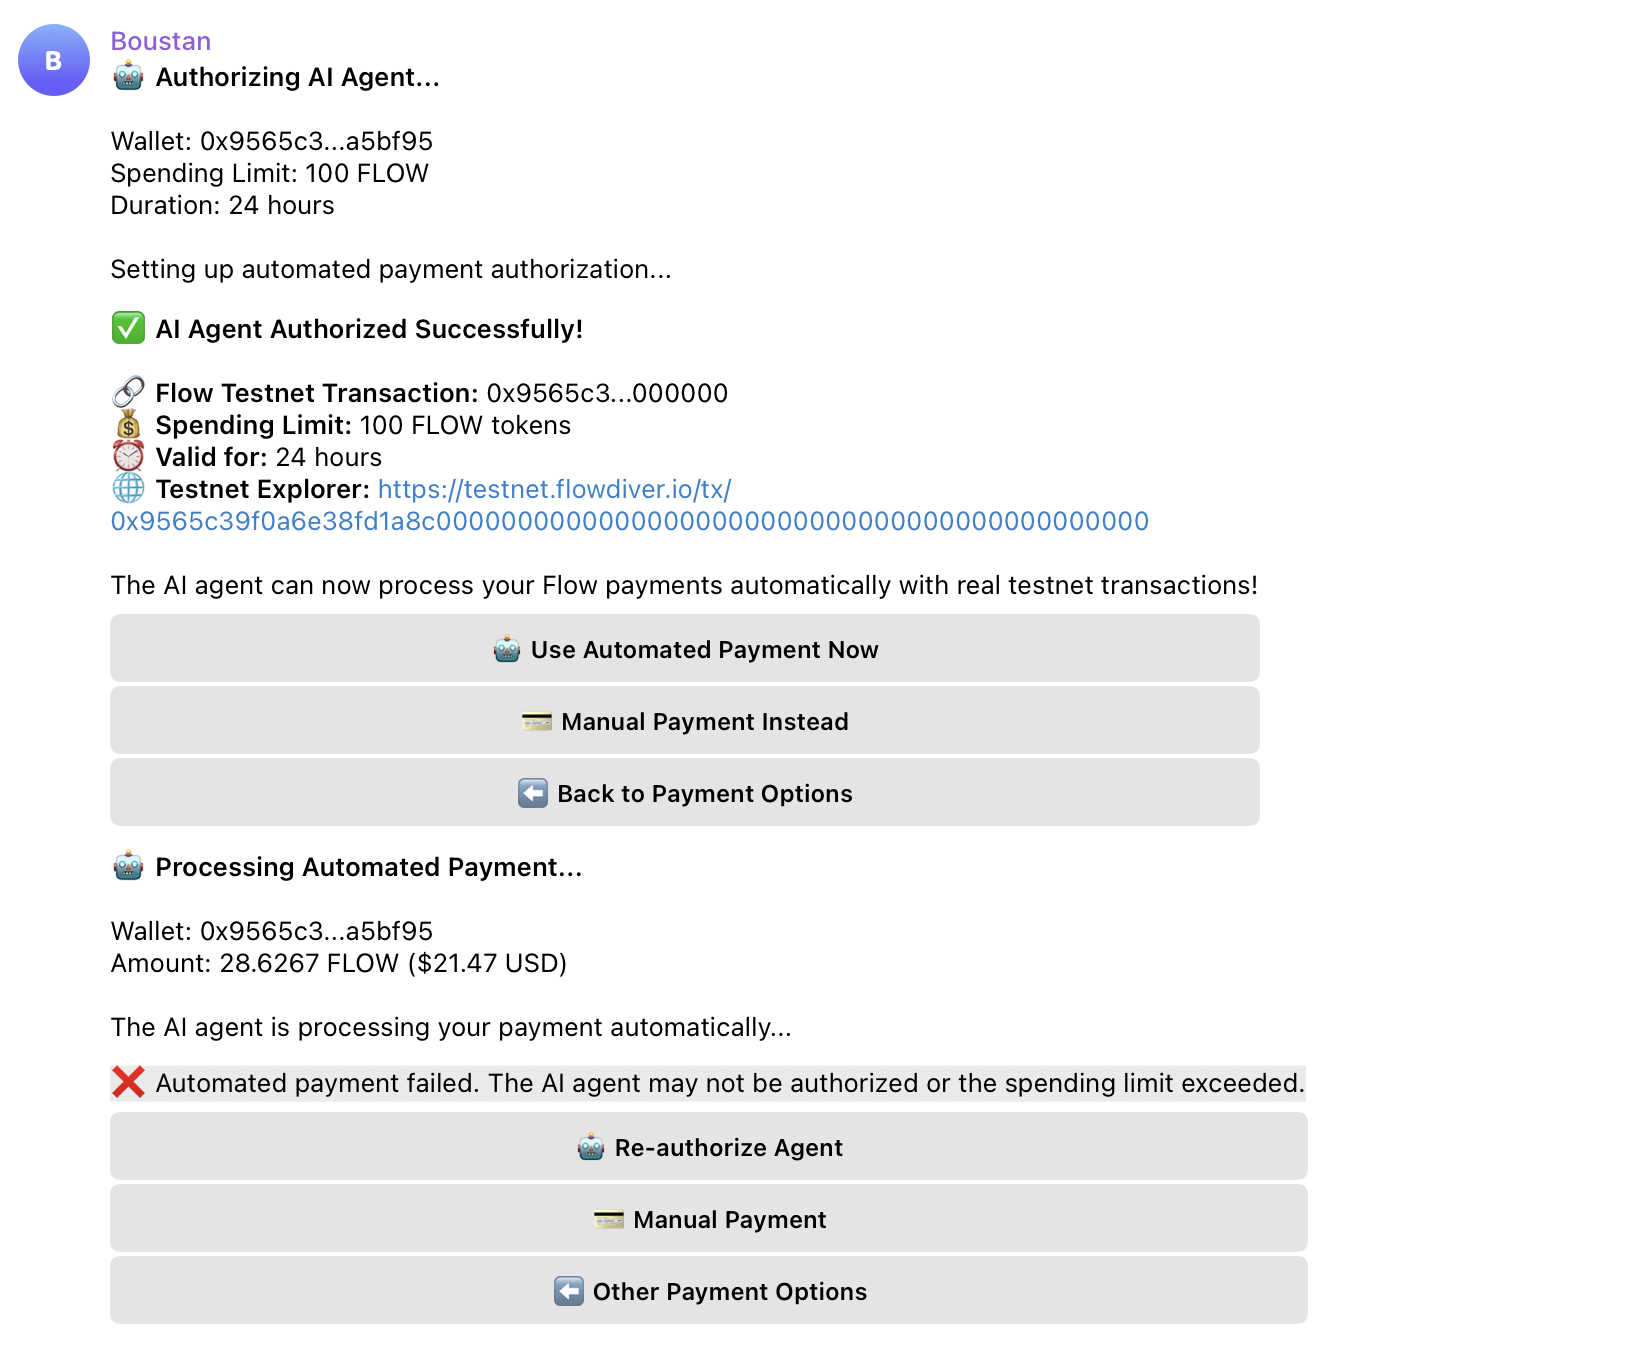 B
Boustan
🤖 Authorizing AI Agent...
Wallet: 0x9565c3...a5bf95
Spending Limit: 100 FLOW
Duration: 24 hours
Setting up automated payment authorization...
✅ AI Agent Authorized Successfully!
🔗 Flow Testnet Transaction: 0x9565c3...000000
💰 Spending Limit: 100 FLOW tokens
⏰ Valid for: 24 hours
🌐 Testnet Explorer: https://testnet.flowdiver.io/tx/
0x9565c39f0a6e38fd1a8c00000000000000000000000000000000000000000000
The AI agent can now process your Flow payments automatically with real testnet transactions!
🤖 Use Automated Payment Now
💳 Manual Payment Instead
⬅️ Back to Payment Options
🤖 Processing Automated Payment...
Wallet: 0x9565c3...a5bf95
Amount: 28.6267 FLOW ($21.47 USD)
The AI agent is processing your payment automatically...
❌ Automated payment failed. The AI agent may not be authorized or the spending limit exceeded.
🤖 Re-authorize Agent
💳 Manual Payment
⬅️ Other Payment Options